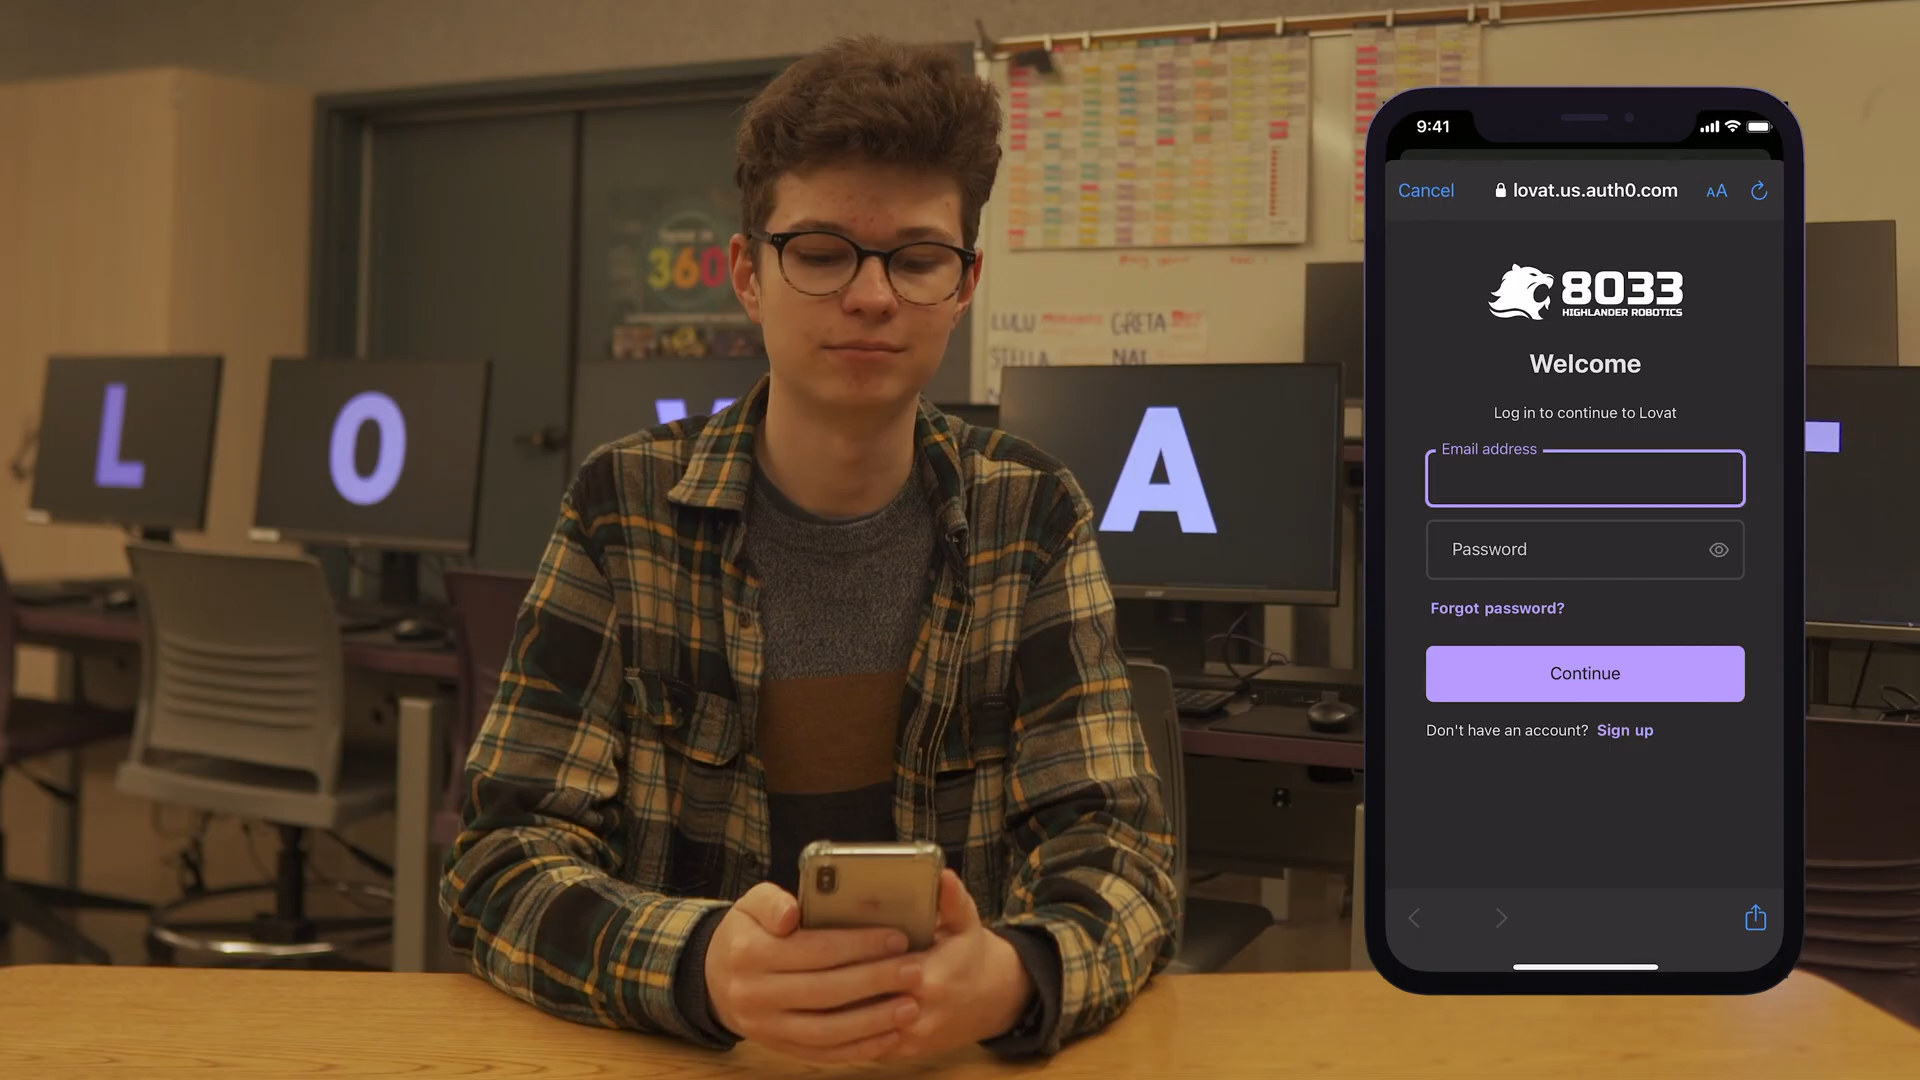 360
LULU
GRETA
STELLA
NAT
L
O
V
A
T
9:41
Cancel
lovat.us.auth0.com
AA
8033
HIGHLANDER ROBOTICS
Welcome
Log in to continue to Lovat
Email address
Password
Forgot password?
Continue
Don't have an account? Sign up